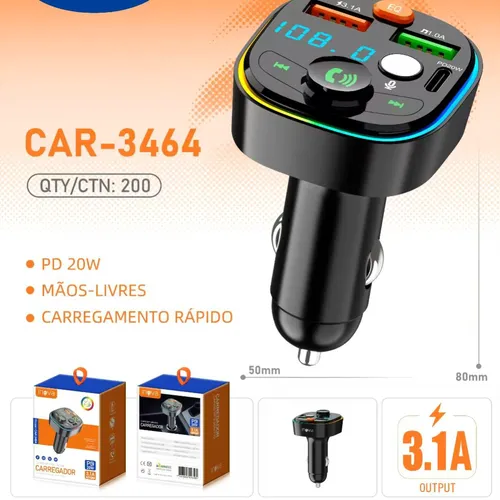 3.1A
EQ
1.0A
108.0
PD20W
CAR-3464
QTY/CTN: 200
PD 20W
MÃOS-LIVRES
CARREGAMENTO RÁPIDO
50mm
80mm
CARREGADOR
CARREGADOR
3.1A
OUTPUT